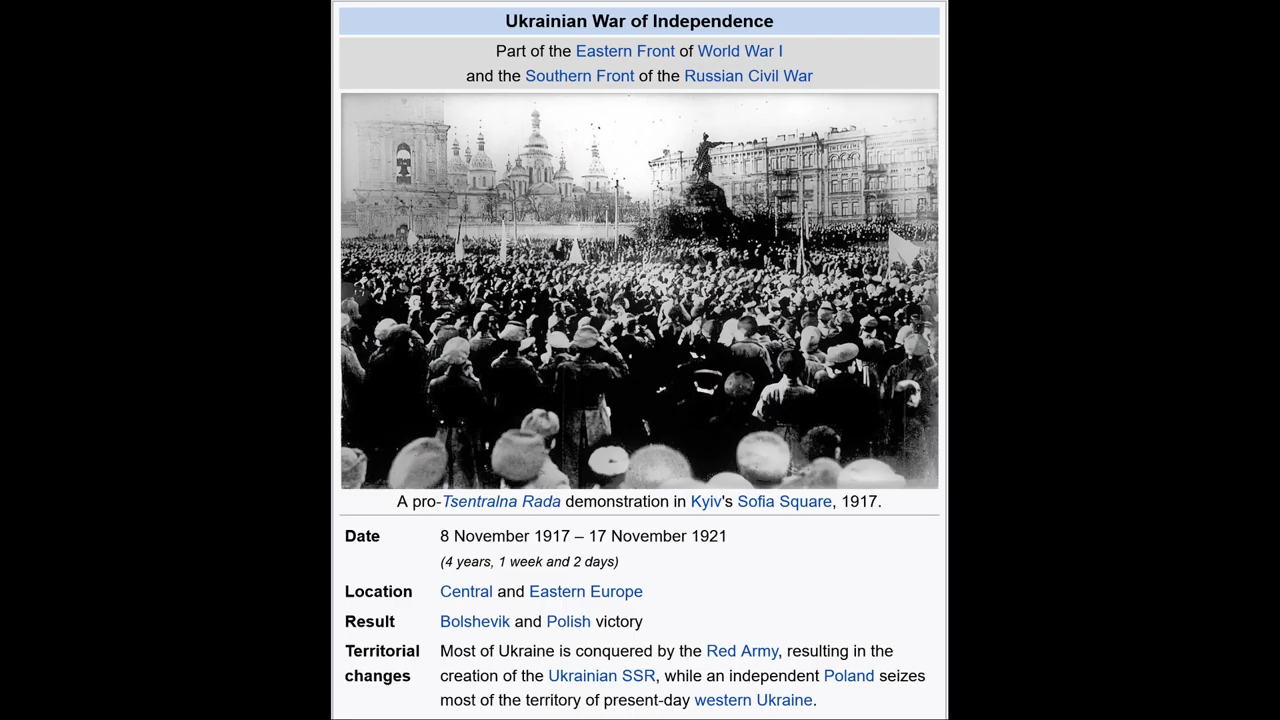 Ukrainian War of Independence
Part of the Eastern Front of World War I
and the Southern Front of the Russian Civil War
A pro-Tsentralna Rada demonstration in Kyiv's Sofia Square, 1917.
Date 8 November 1917 – 17 November 1921
(4 years, 1 week and 2 days)
Location Central and Eastern Europe
Result Bolshevik and Polish victory
Territorial Most of Ukraine is conquered by the Red Army, resulting in the
changes creation of the Ukrainian SSR, while an independent Poland seizes
most of the territory of present-day western Ukraine.